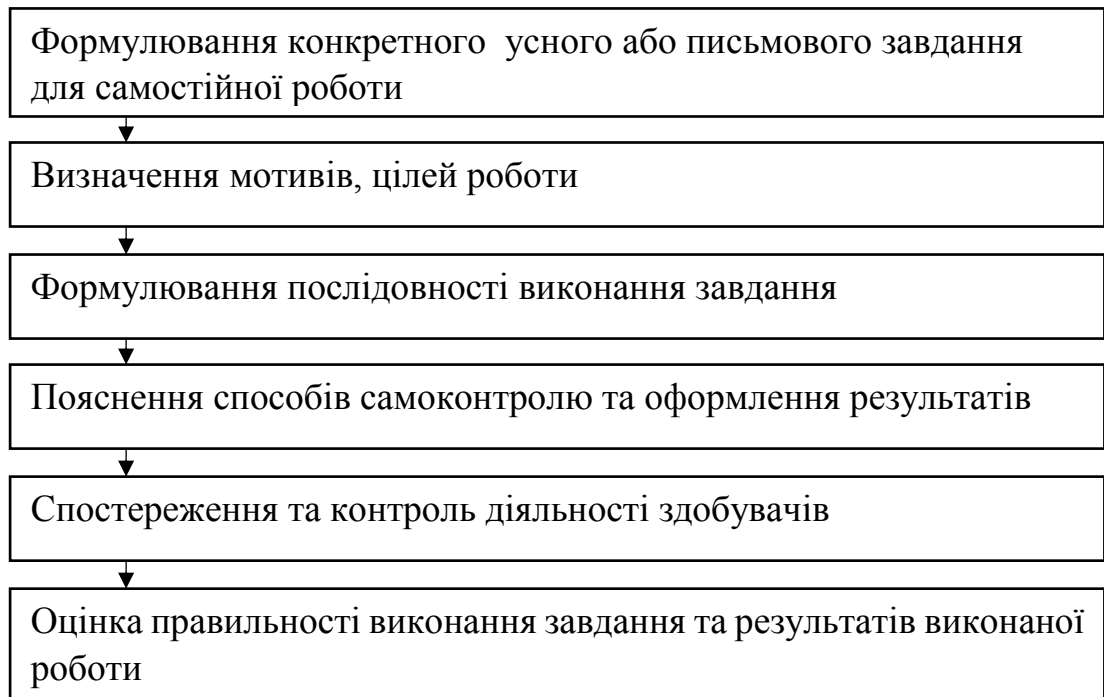 Формулювання конкретного  усного або письмового завдання
для самостійної роботи
Визначення мотивів, цілей роботи
Формулювання послідовності виконання завдання
Пояснення способів самоконтролю та оформлення результатів
Спостереження та контроль діяльності здобувачів
Оцінка правильності виконання завдання та результатів виконаної
роботи